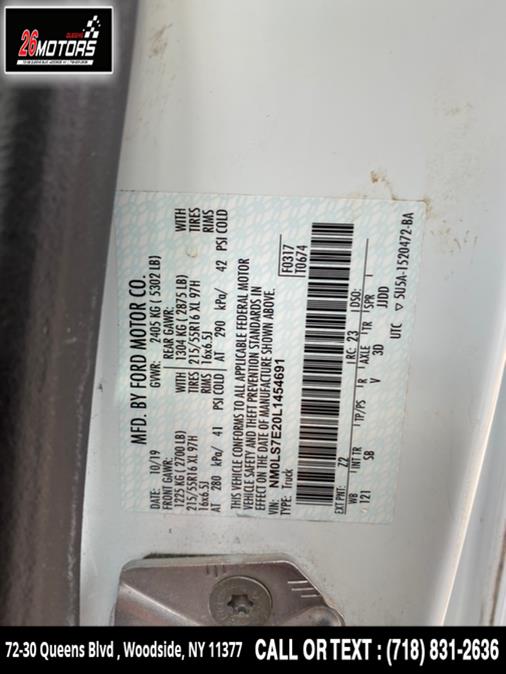 QUEENS
26 MOTORS
MFD. BY FORD MOTOR CO.
DATE: 10/19 GVWR: 2405 KG ( 5302 LB)
FRONT GAWR: REAR GAWR:
1225 KG ( 2700 LB) WITH 1304 KG ( 2875 LB) WITH
215/55R16 XL 97H TIRES 215/55R16 XL 97H TIRES
16x6.5J RIMS 16x6.5J RIMS
AT 280 kPa/ 41 PSI COLD AT 290 kPa/ 42 PSI COLD
THIS VEHICLE CONFORMS TO ALL APPLICABLE FEDERAL MOTOR
VEHICLE SAFETY AND THEFT PREVENTION STANDARDS IN
EFFECT ON THE DATE OF MANUFACTURE SHOWN ABOVE.
VIN: NM0LS7E20L1454691
TYPE: Truck
F0317
T0674
EXT PNT: Z2 RC: 23 DSO:
WB TP/PS R AXLE TR SPR
121 SB V 3D JJDD
UTC ▽ 5U5A-1520472-BA
72-30 Queens Blvd , Woodside, NY 11377 CALL OR TEXT : (718) 831-2636